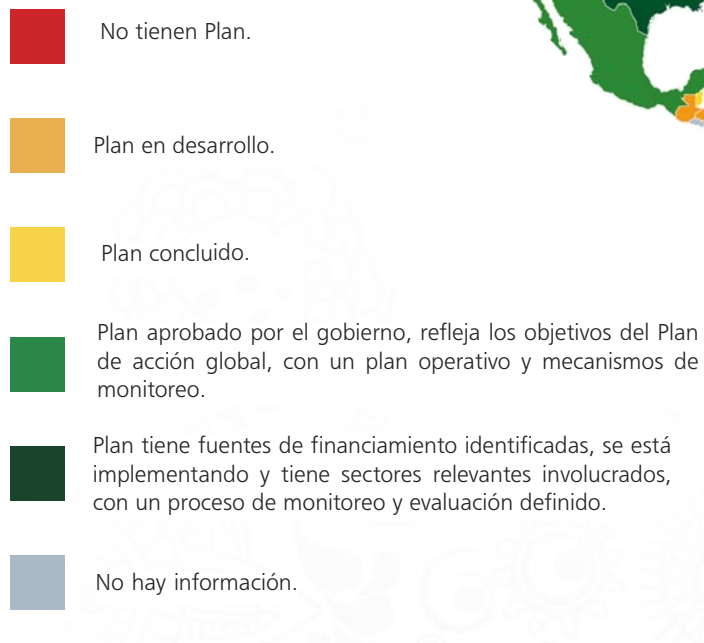 No tienen Plan.
Plan en desarrollo.
Plan concluido.
Plan aprobado por el gobierno, refleja los objetivos del Plan
de acción global, con un plan operativo y mecanismos de
monitoreo.
Plan tiene fuentes de financiamiento identificadas, se está
implementando y tiene sectores relevantes involucrados,
con un proceso de monitoreo y evaluación definido.
No hay información.